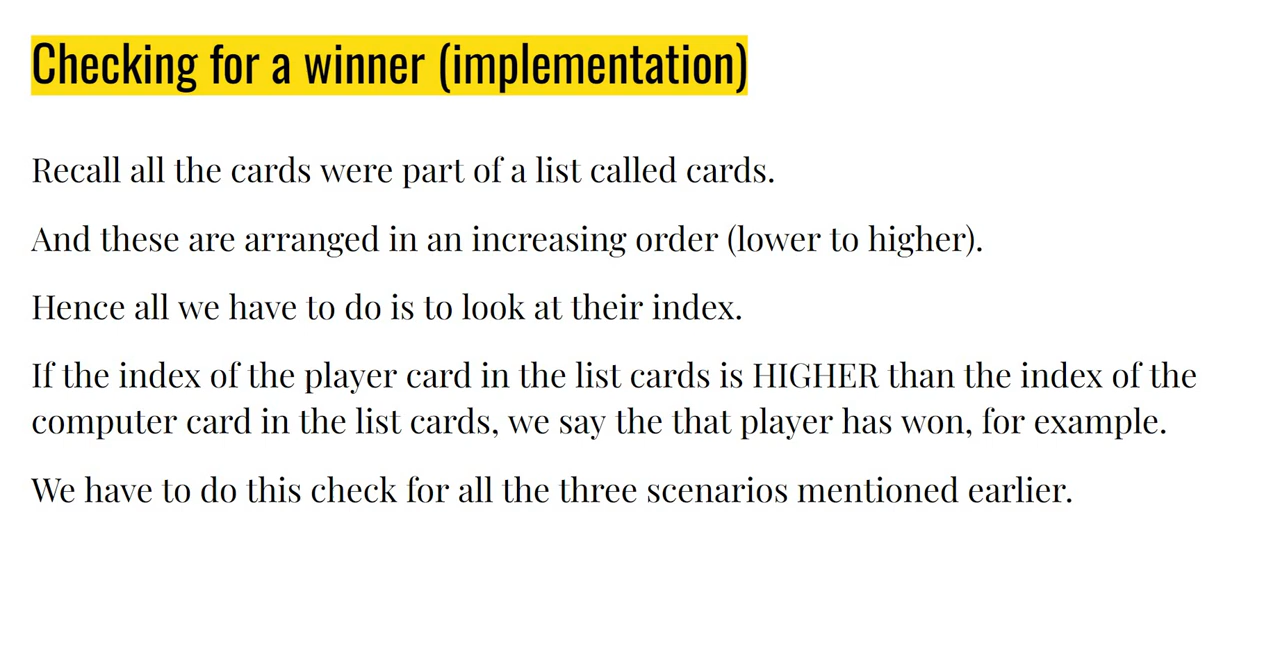 Checking for a winner (implementation)
Recall all the cards were part of a list called cards.
And these are arranged in an increasing order (lower to higher).
Hence all we have to do is to look at their index.
If the index of the player card in the list cards is HIGHER than the index of the
computer card in the list cards, we say the that player has won, for example.
We have to do this check for all the three scenarios mentioned earlier.